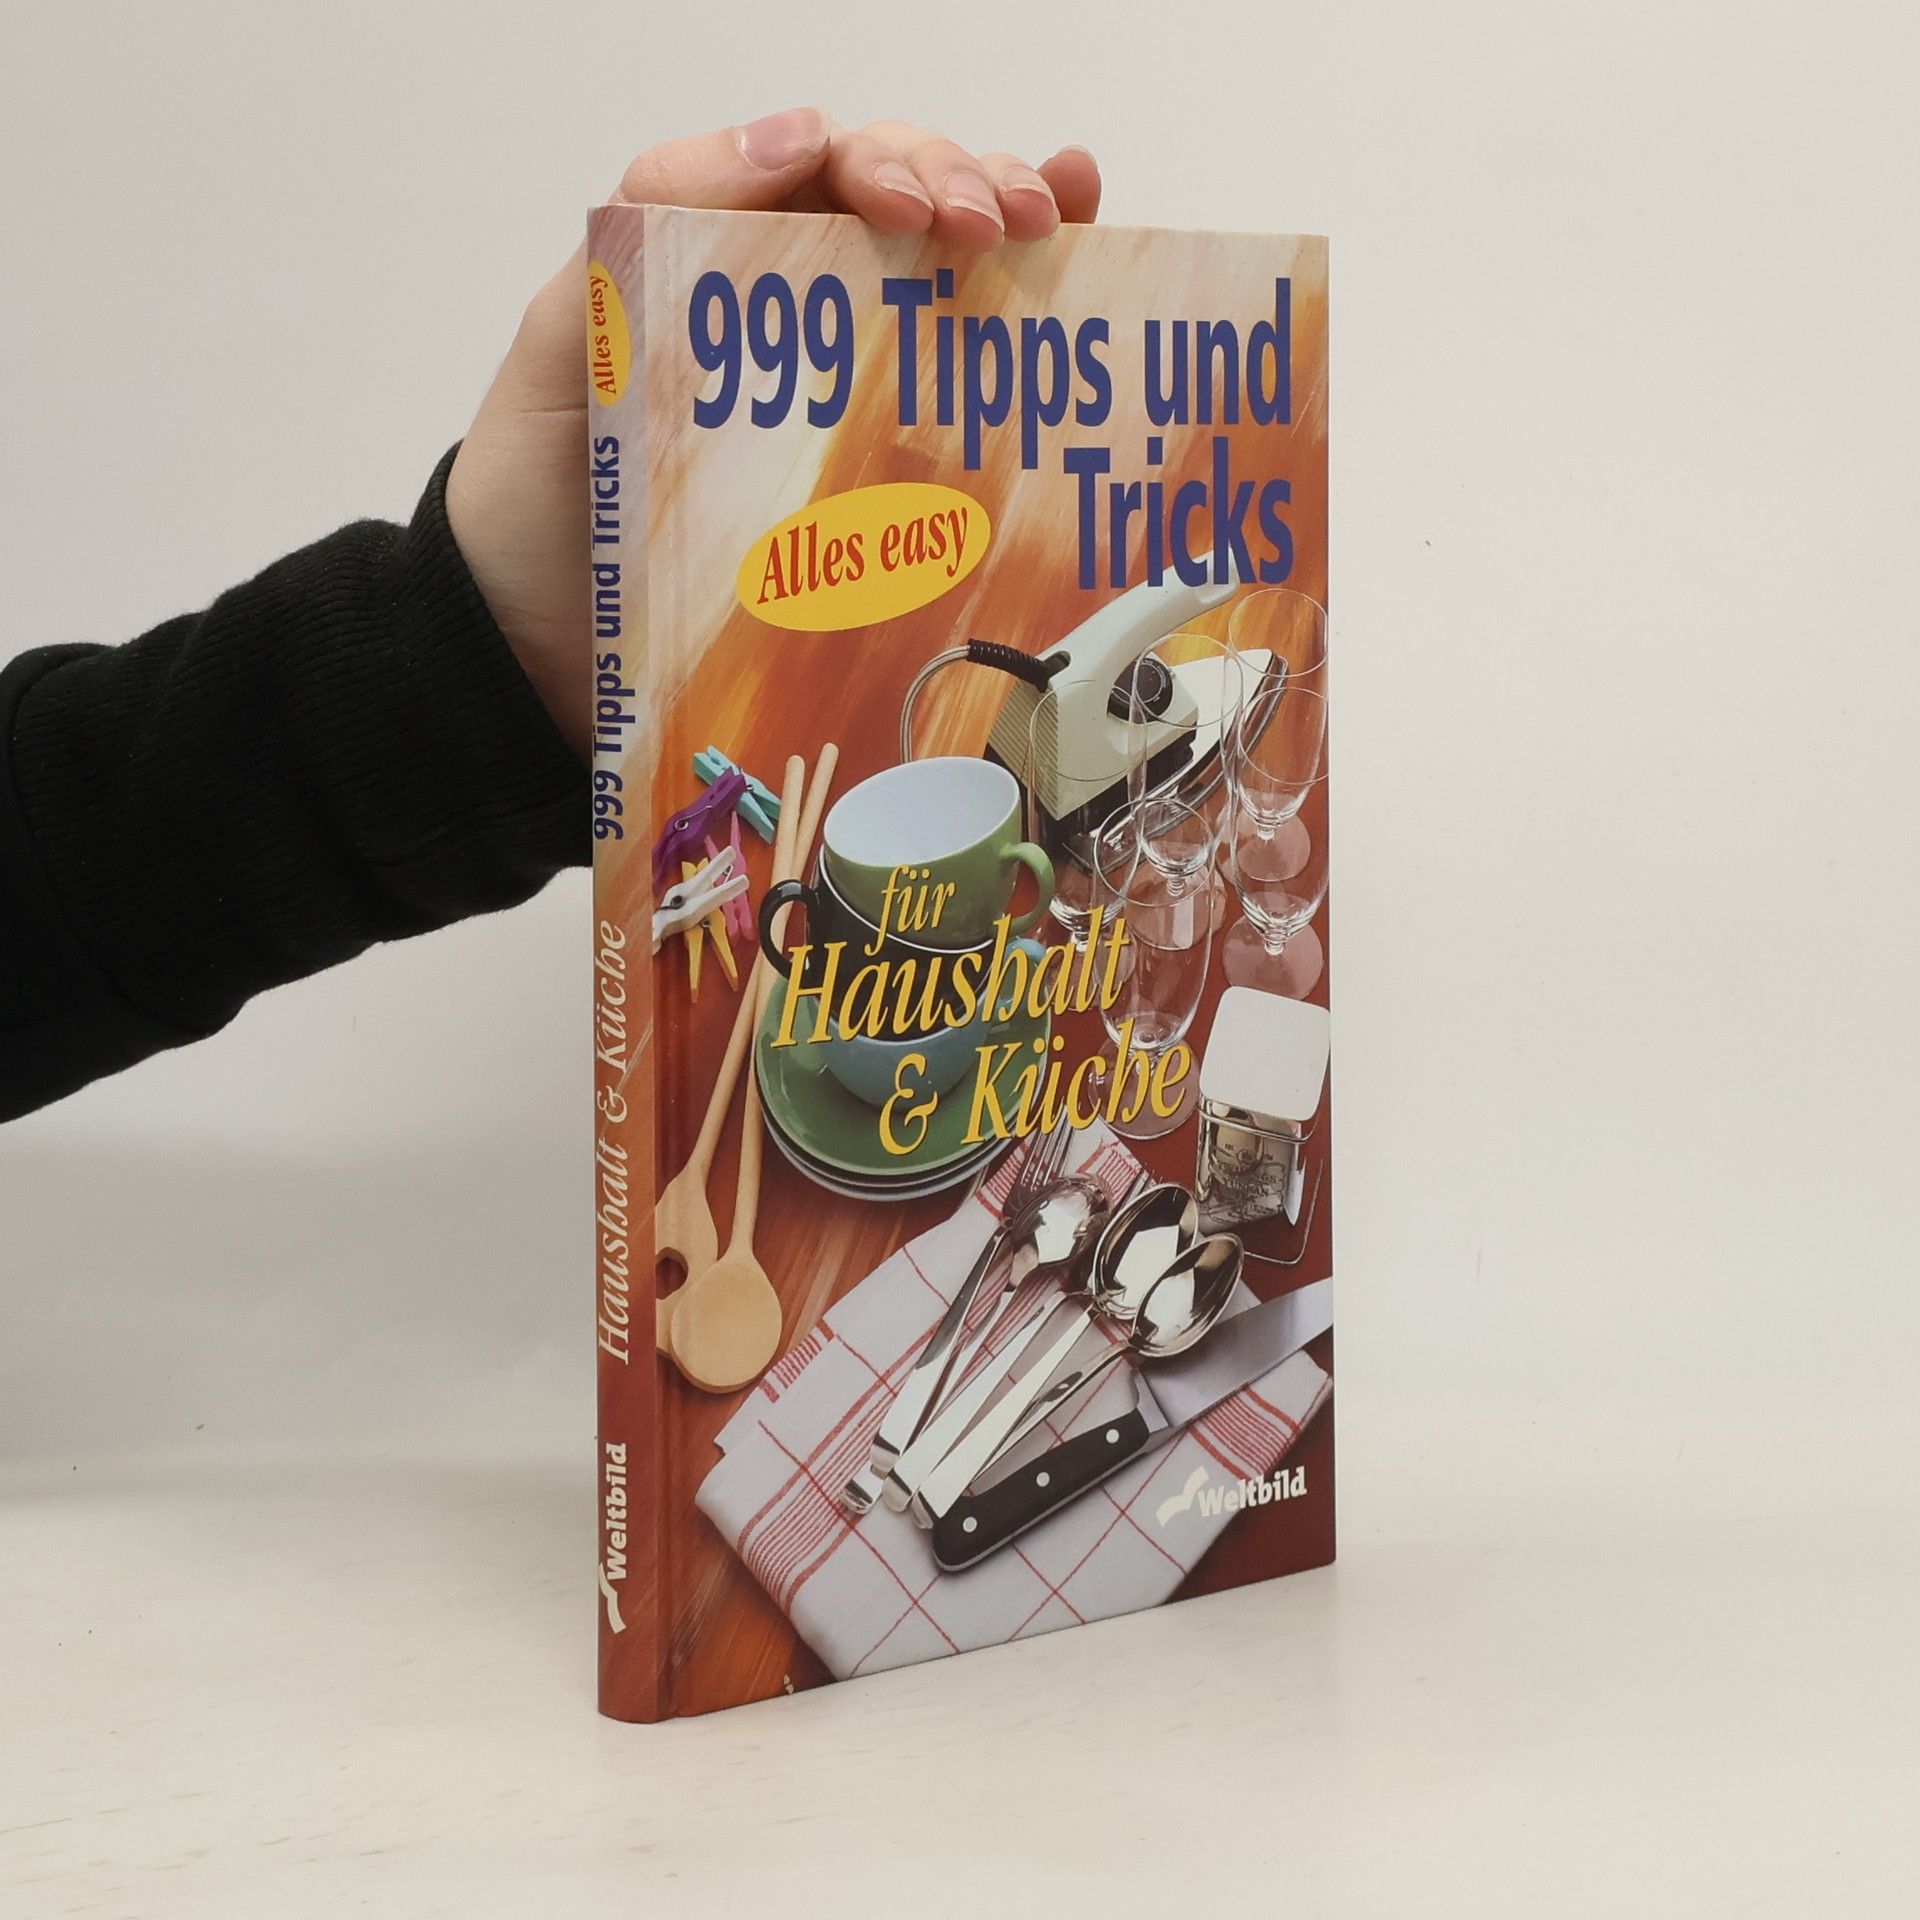 999 Tipps und
Tricks
Alles easy
für
Haushalt
& Küche
Weltbild
Alles easy
999 Tipps und Tricks
Haushalt & Küche
Weltbild